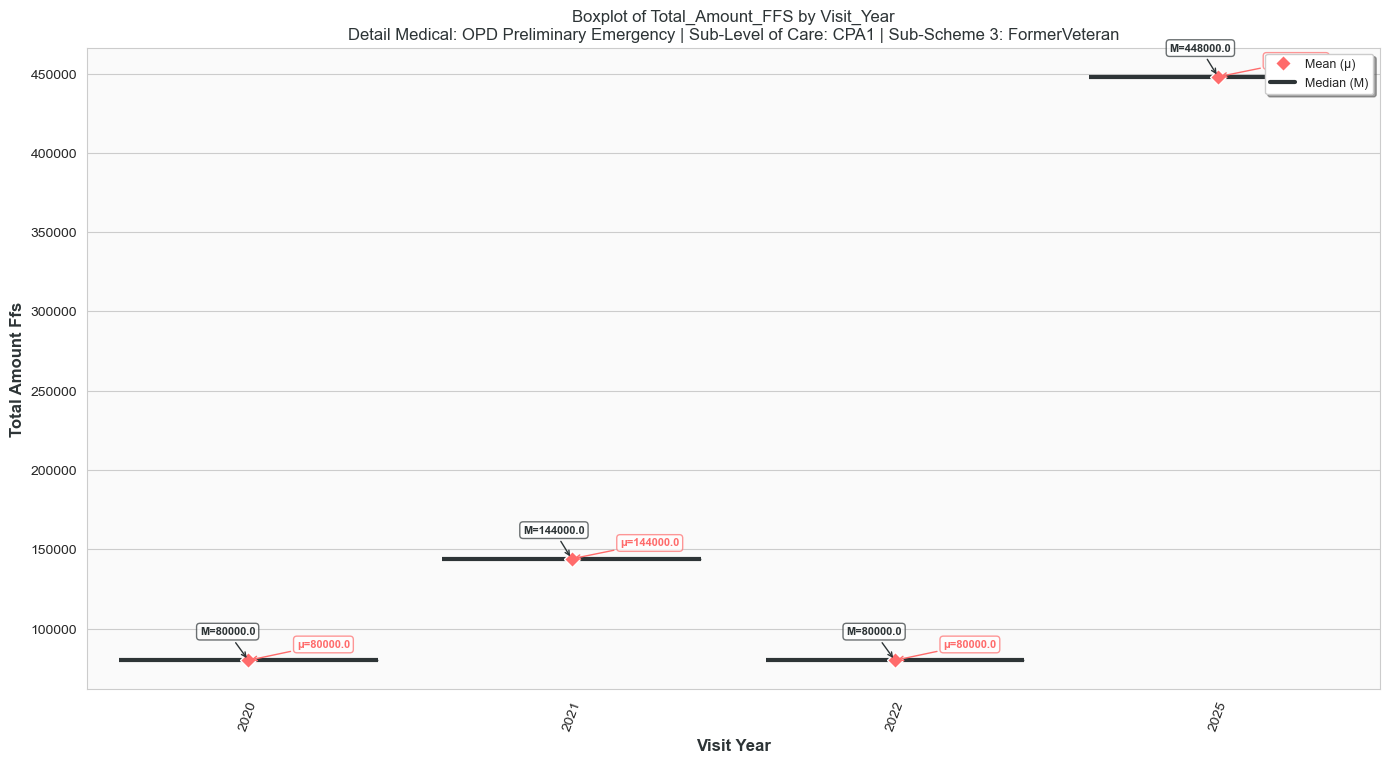 Boxplot of Total_Amount_FFS by Visit_Year
Detail Medical: OPD Preliminary Emergency | Sub-Level of Care: CPA1 | Sub-Scheme 3: FormerVeteran
M=448000.0
Mean (μ)
Median (M)
450000
400000
350000
300000
250000
200000
150000
100000
Total Amount Ffs
M=144000.0
μ=144000.0
M=80000.0
μ=80000.0
M=80000.0
μ=80000.0
2020
2021
2022
2025
Visit Year